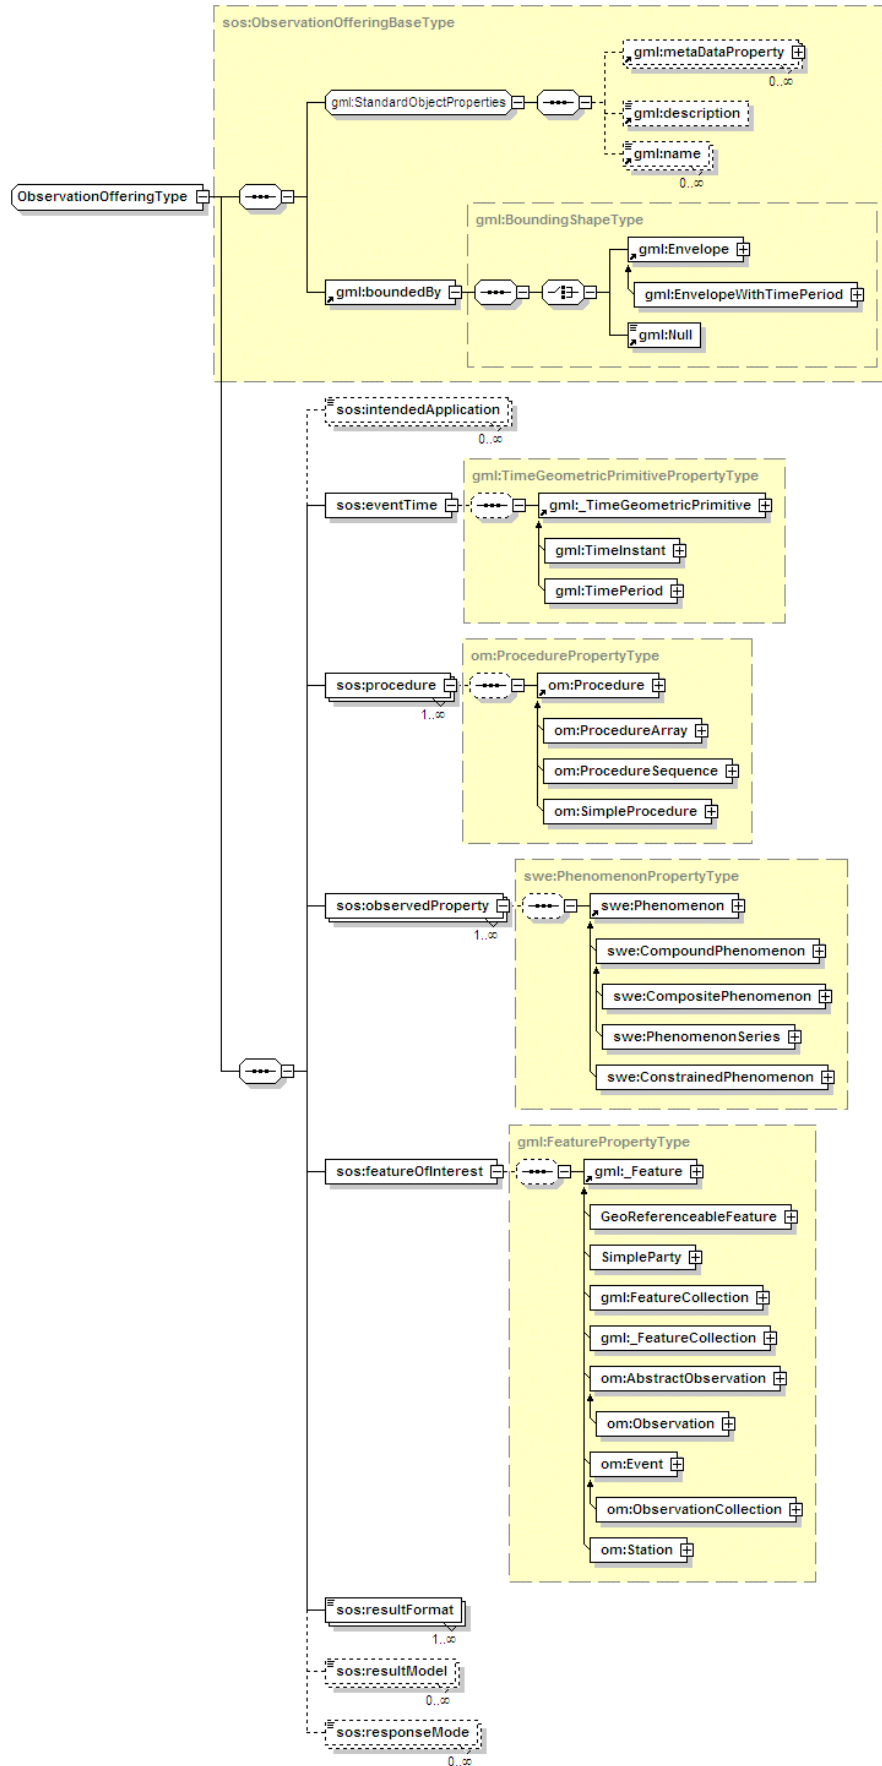 sos:ObservationOfferingBaseType
gml:metaDataProperty
0..∞
gml:StandardObjectProperties
gml:description
gml:name
0..∞
ObservationOfferingType
gml:BoundingShapeType
gml:Envelope
gml:boundedBy
gml:EnvelopeWithTimePeriod
gml:Null
sos:intendedApplication
0..∞
gml:TimeGeometricPrimitivePropertyType
sos:eventTime
gml:_TimeGeometricPrimitive
gml:TimeInstant
gml:TimePeriod
om:ProcedurePropertyType
sos:procedure
1..∞
om:Procedure
om:ProcedureArray
om:ProcedureSequence
om:SimpleProcedure
swe:PhenomenonPropertyType
sos:observedProperty
1..∞
swe:Phenomenon
swe:CompoundPhenomenon
swe:CompositePhenomenon
swe:PhenomenonSeries
swe:ConstrainedPhenomenon
gml:FeaturePropertyType
sos:featureOfInterest
gml:_Feature
GeoReferenceableFeature
SimpleParty
gml:FeatureCollection
gml:_FeatureCollection
om:AbstractObservation
om:Observation
om:Event
om:ObservationCollection
om:Station
sos:resultFormat
1..∞
sos:resultModel
0..∞
sos:responseMode
0..∞